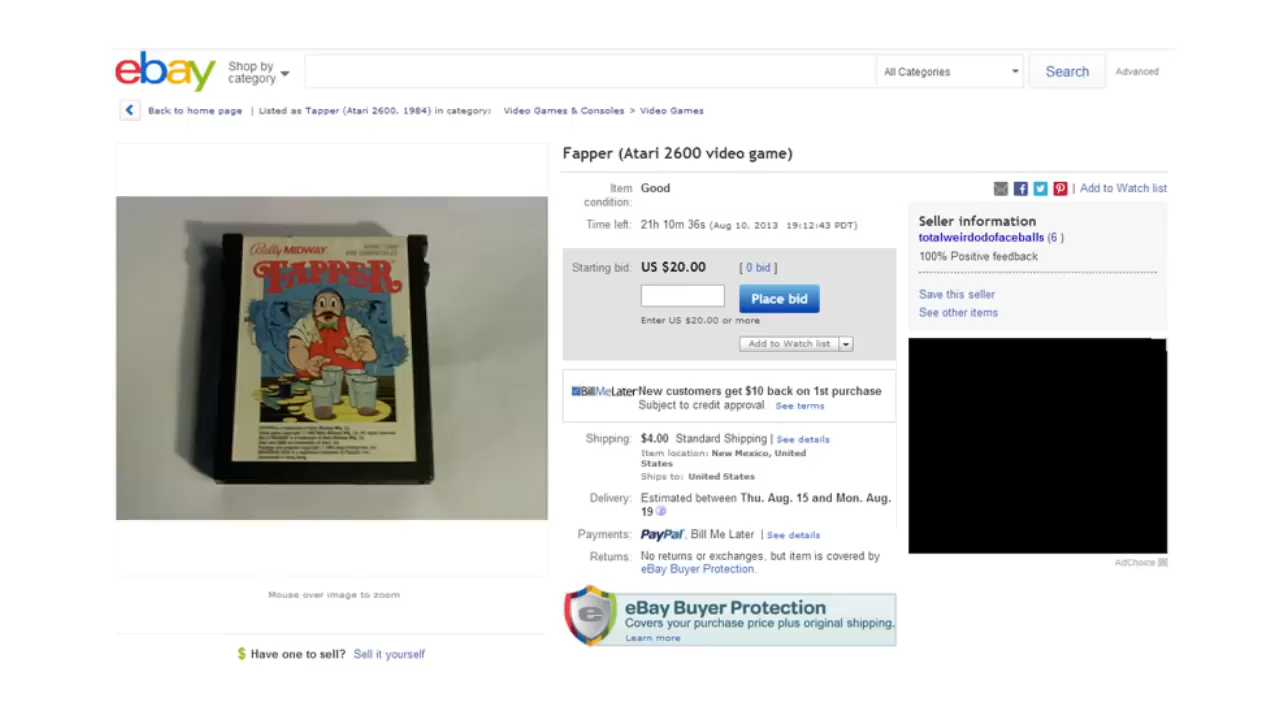 ebay
Shop by
category
All Categories
Search
Advanced
Back to home page | Listed as Tapper (Atari 2600, 1984) in category: Video Games & Consoles > Video Games
Fapper (Atari 2600 video game)
Item
condition: Good
| Add to Watch list
Time left: 21h 10m 36s (Aug 10, 2013 19:12:43 PDT)
Starting bid: US $20.00 [ 0 bid ]
Place bid
Enter US $20.00 or more
Add to Watch list
Seller information
totalweirdodofaceballs (6 )
100% Positive feedback
Save this seller
See other items
Bally MIDWAY
TAPPER
BillMeLater New customers get $10 back on 1st purchase
Subject to credit approval. See terms
Shipping: $4.00 Standard Shipping | See details
Item location: New Mexico, United
States
Ships to: United States
Delivery: Estimated between Thu. Aug. 15 and Mon. Aug.
19
Payments: PayPal, Bill Me Later | See details
Returns: No returns or exchanges, but item is covered by
eBay Buyer Protection.
AdChoice
Mouse over image to zoom
e
eBay Buyer Protection
Covers your purchase price plus original shipping.
Learn more
$ Have one to sell? Sell it yourself